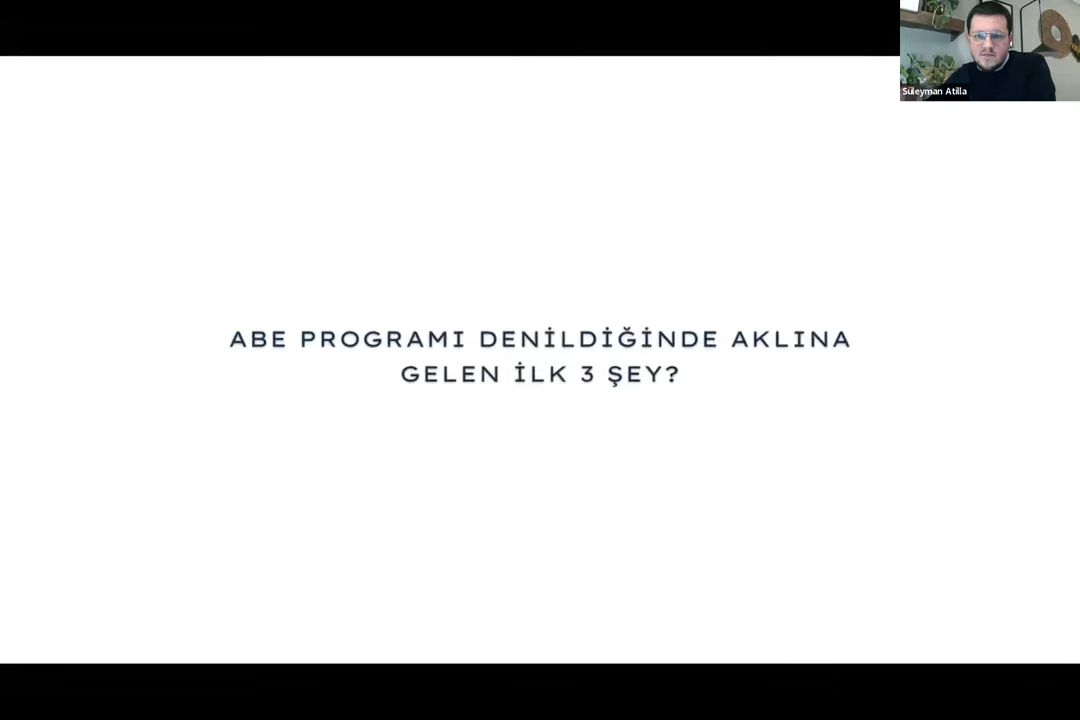 Süleyman Atilla
ABE PROGRAMI DENİLDİĞİNDE AKLINA
GELEN İLK 3 ŞEY?